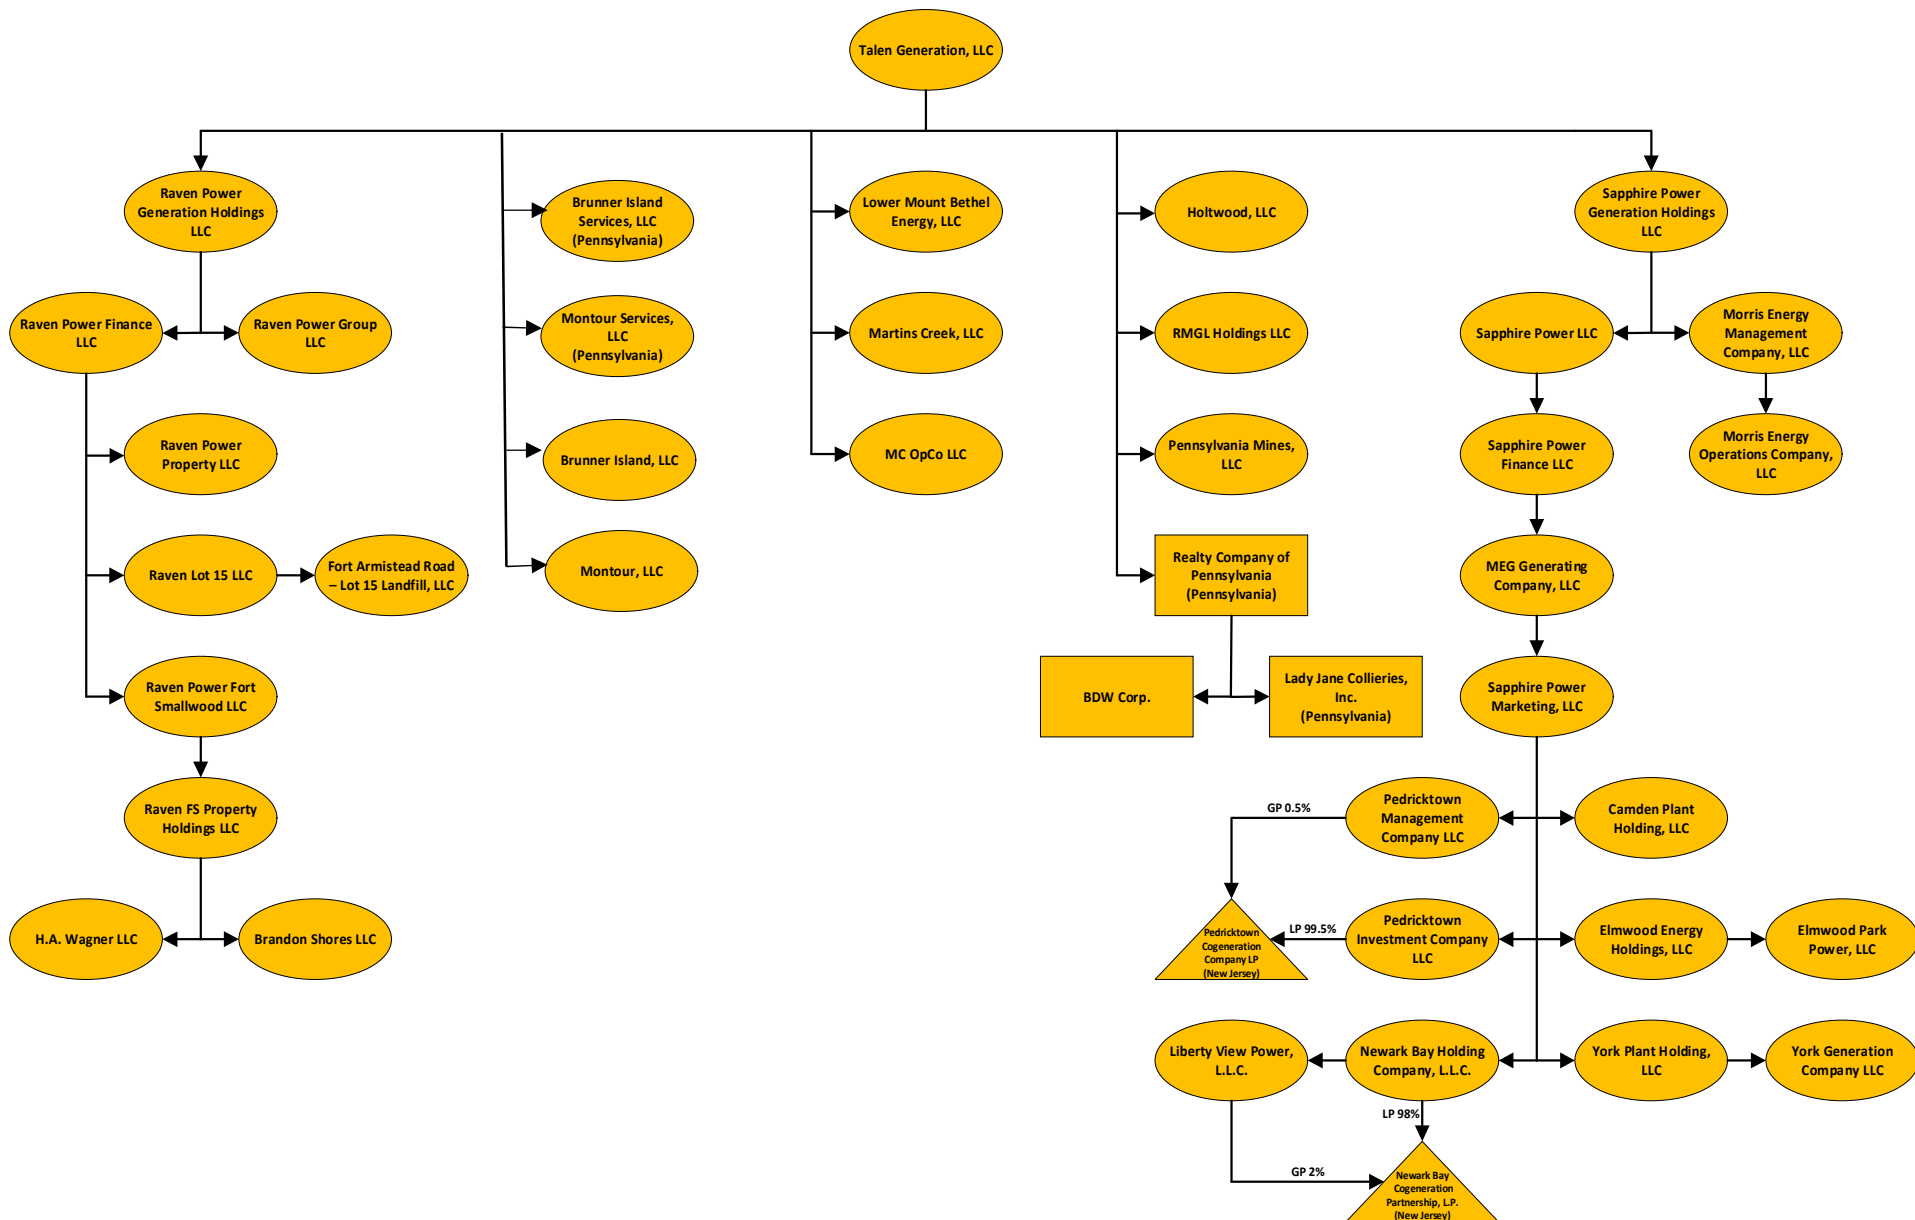 Talen Generation, LLC
Raven Power
Generation Holdings
LLC
Brunner Island
Services, LLC
(Pennsylvania)
Lower Mount Bethel
Energy, LLC
Holtwood, LLC
Sapphire Power
Generation Holdings
LLC
Raven Power Finance
LLC
Raven Power Group
LLC
Montour Services,
LLC
(Pennsylvania)
Martins Creek, LLC
RMGL Holdings LLC
Sapphire Power LLC
Morris Energy
Management
Company, LLC
Raven Power
Property LLC
Brunner Island, LLC
MC OpCo LLC
Pennsylvania Mines,
LLC
Sapphire Power
Finance LLC
Morris Energy
Operations Company,
LLC
Raven Lot 15 LLC
Fort Armistead Road
– Lot 15 Landfill, LLC
Montour, LLC
Realty Company of
Pennsylvania
(Pennsylvania)
MEG Generating
Company, LLC
Raven Power Fort
Smallwood LLC
BDW Corp.
Lady Jane Collieries,
Inc.
(Pennsylvania)
Sapphire Power
Marketing, LLC
Raven FS Property
Holdings LLC
GP 0.5%
Pedricktown
Management
Company LLC
Camden Plant
Holding, LLC
H.A. Wagner LLC
Brandon Shores LLC
Pedricktown
Cogeneration
Company LP
(New Jersey)
LP 99.5%
Pedricktown
Investment Company
LLC
Elmwood Energy
Holdings, LLC
Elmwood Park
Power, LLC
Liberty View Power,
L.L.C.
Newark Bay Holding
Company, L.L.C.
York Plant Holding,
LLC
York Generation
Company LLC
LP 98%
GP 2%
Newark Bay
Cogeneration
Partnership, L.P.
(New Jersey)